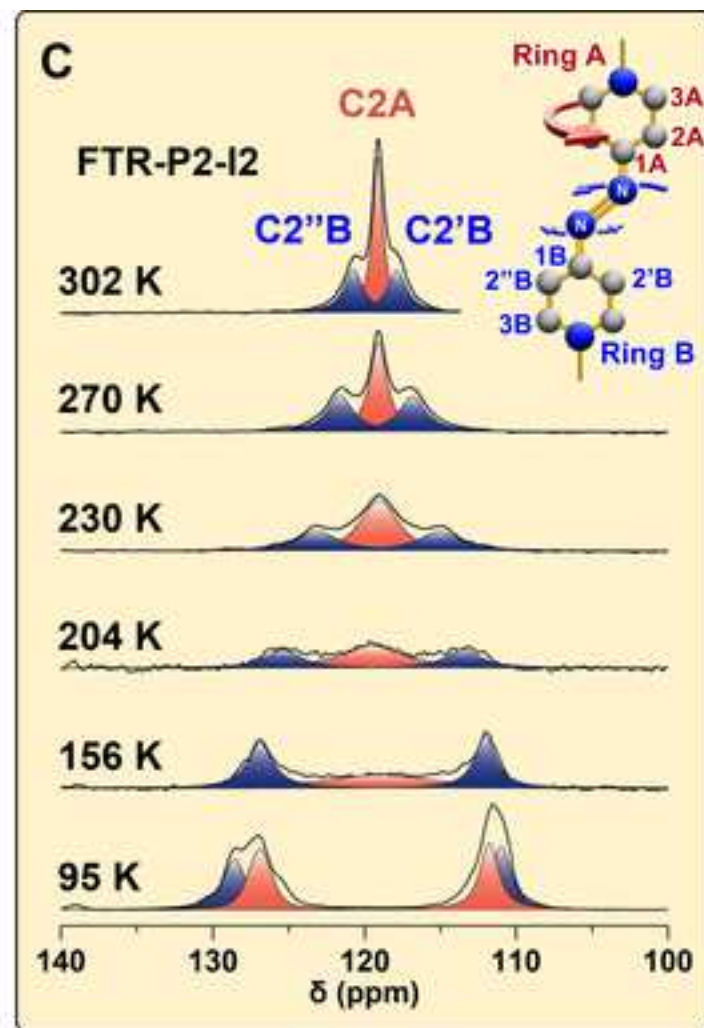 C
Ring A
C2A
3A
FTR-P2-I2
2A
1A
N
C2''B C2'B
N
1B
302 K
2''B 2'B
3B
Ring B
270 K
230 K
204 K
156 K
95 K
140 130 120 110 100
δ (ppm)